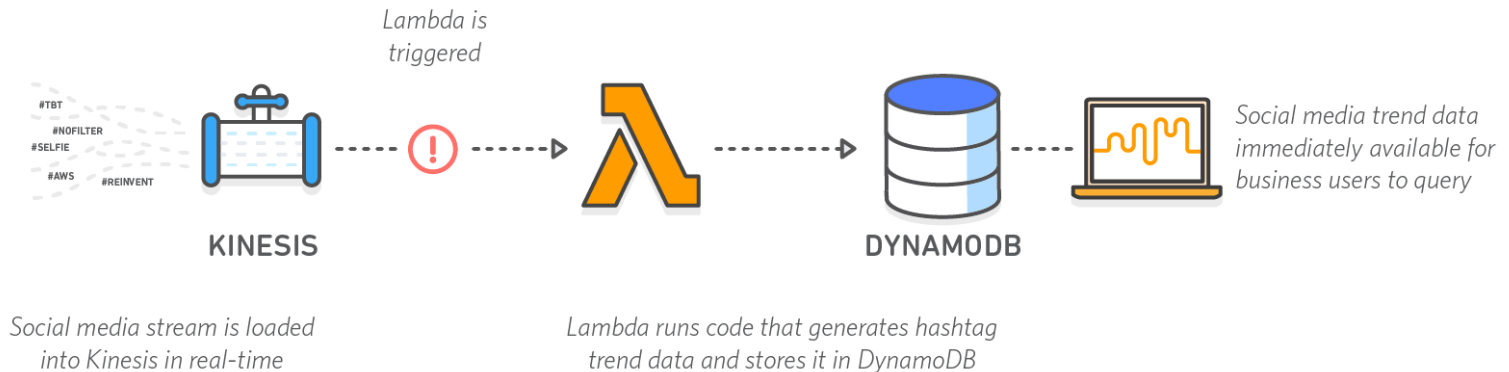 Lambda is
triggered
#TBT
#NOFILTER
#SELFIE
#AWS
#REINVENT
KINESIS
DYNAMODB
Social media trend data
immediately available for
business users to query
Social media stream is loaded
into Kinesis in real-time
Lambda runs code that generates hashtag
trend data and stores it in DynamoDB